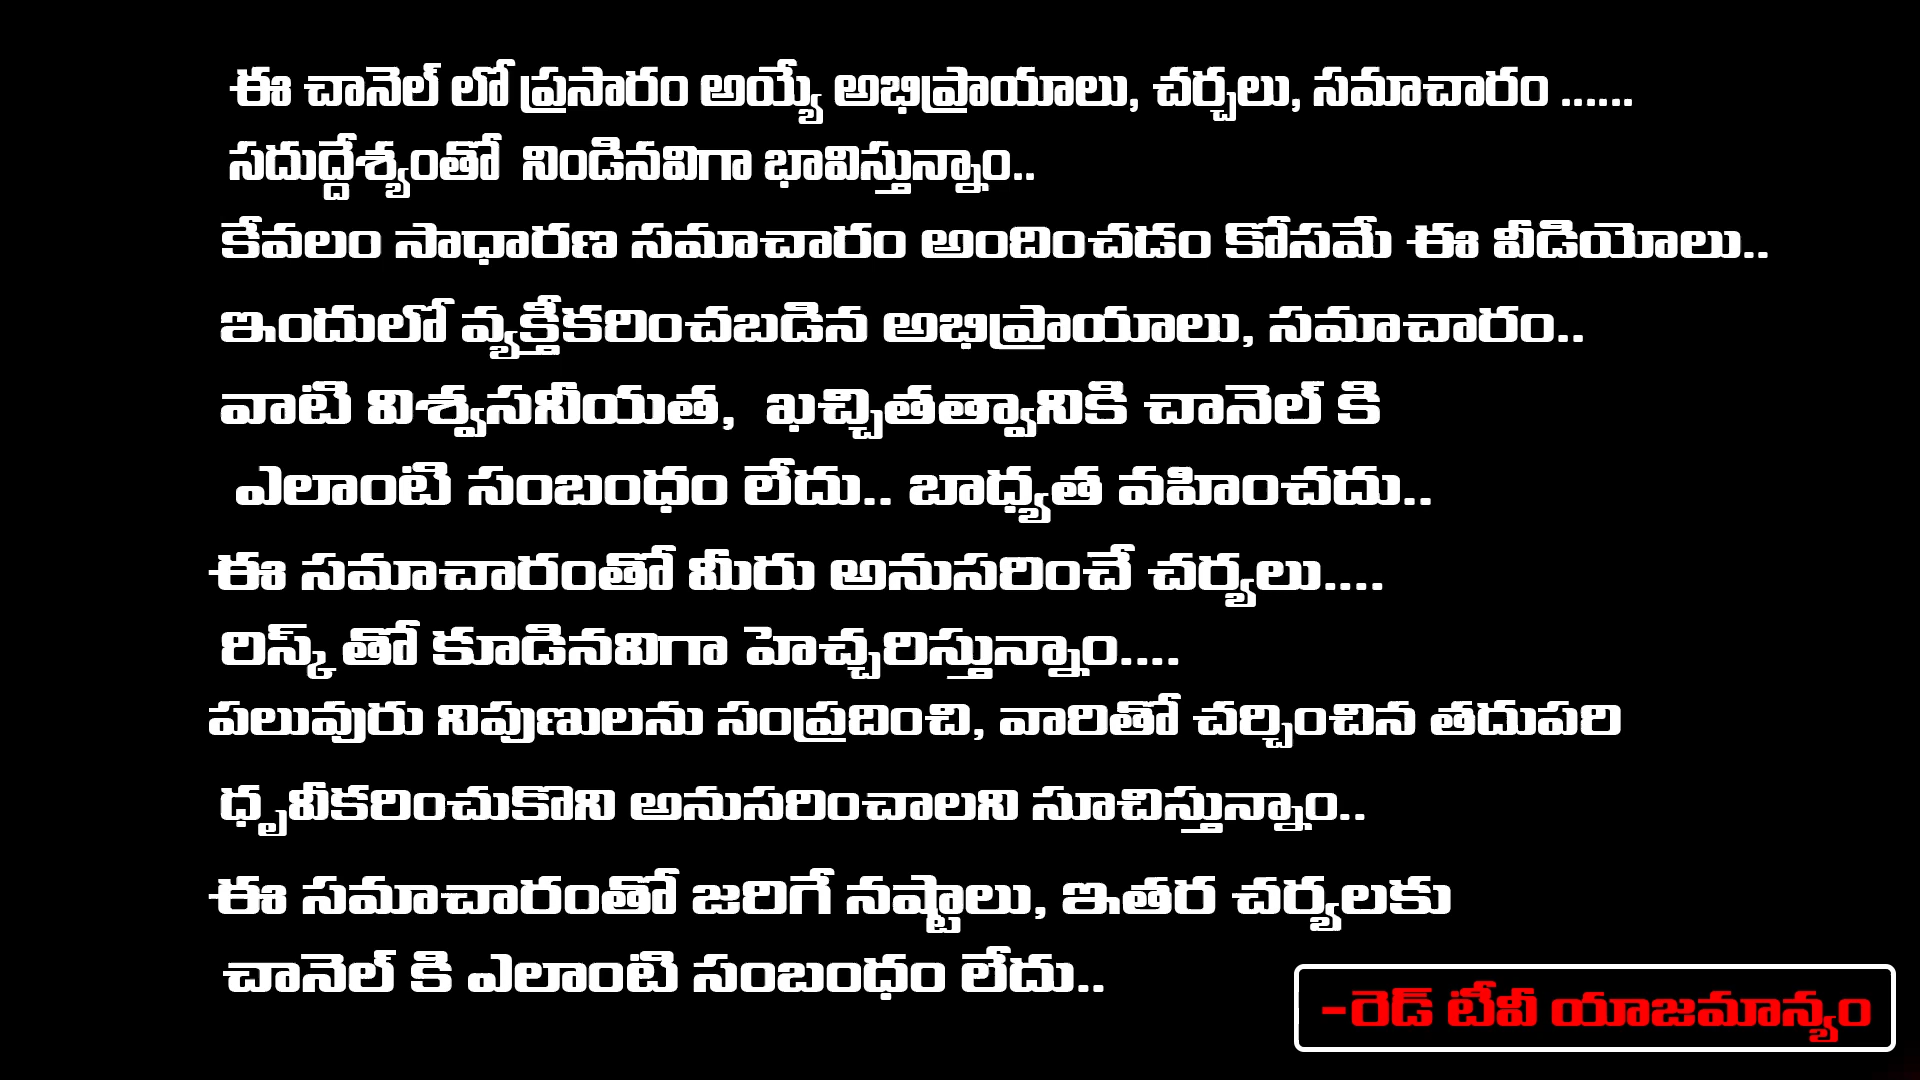 ఈ చానెల్ లో ప్రసారం అయ్యే అభిప్రాయాలు, చర్చలు, సమాచారం ......
సదుద్దేశ్యంతో నిండినవిగా భావిస్తున్నాం..
కేవలం సాధారణ సమాచారం అందించడం కోసమే ఈ వీడియోలు..
ఇందులో వ్యక్తీకరించబడిన అభిప్రాయాలు, సమాచారం..
వాటి విశ్వసనీయత, ఖచ్చితత్వానికి చానెల్ కి
ఎలాంటి సంబంధం లేదు.. బాధ్యత వహించదు..
ఈ సమాచారంతో మీరు అనుసరించే చర్యలు....
రిస్క్ తో కూడినవిగా హెచ్చరిస్తున్నాం....
పలువురు నిపుణులను సంప్రదించి, వారితో చర్చించిన తదుపరి
ధృవీకరించుకొని అనుసరించాలని సూచిస్తున్నాం..
ఈ సమాచారంతో జరిగే నష్టాలు, ఇతర చర్యలకు
చానెల్ కి ఎలాంటి సంబంధం లేదు..
-రెడ్ టీవీ యాజమాన్యం